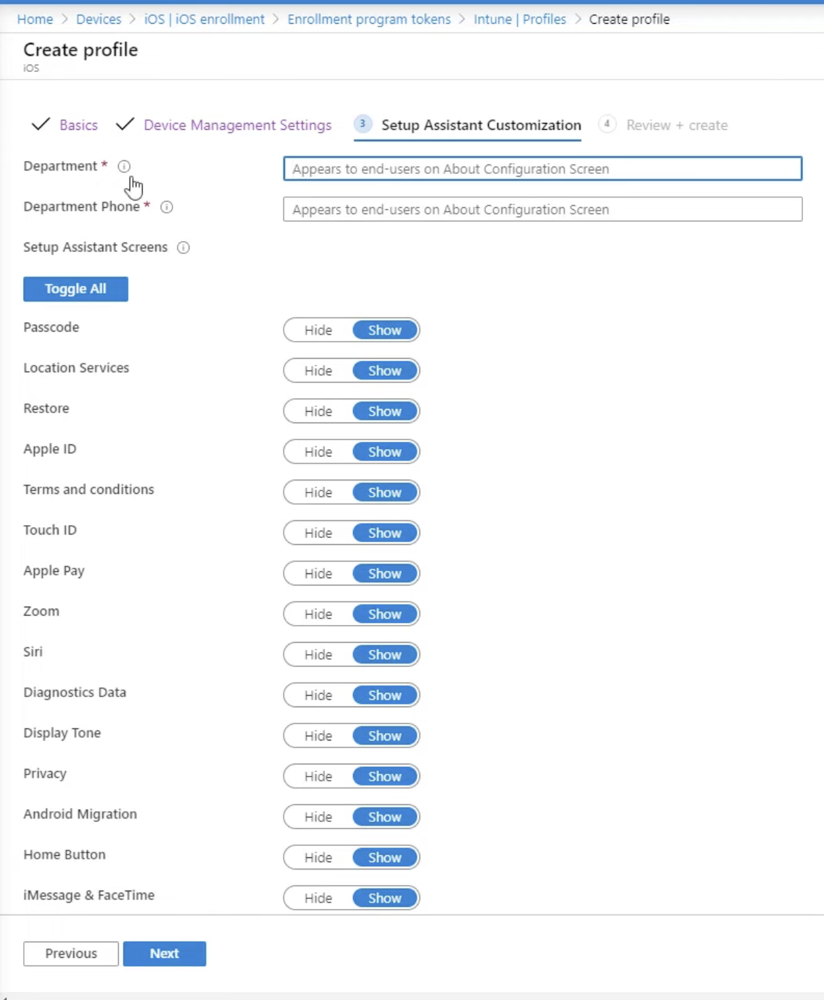 Home > Devices > iOS | iOS enrollment > Enrollment program tokens > Intune | Profiles > Create profile
Create profile
iOS
Basics Device Management Settings 3 Setup Assistant Customization 4 Review + create
Department * Appears to end-users on About Configuration Screen
Department Phone * Appears to end-users on About Configuration Screen
Setup Assistant Screens
Toggle All
Passcode Hide Show
Location Services Hide Show
Restore Hide Show
Apple ID Hide Show
Terms and conditions Hide Show
Touch ID Hide Show
Apple Pay Hide Show
Zoom Hide Show
Siri Hide Show
Diagnostics Data Hide Show
Display Tone Hide Show
Privacy Hide Show
Android Migration Hide Show
Home Button Hide Show
iMessage & FaceTime Hide Show
Previous Next